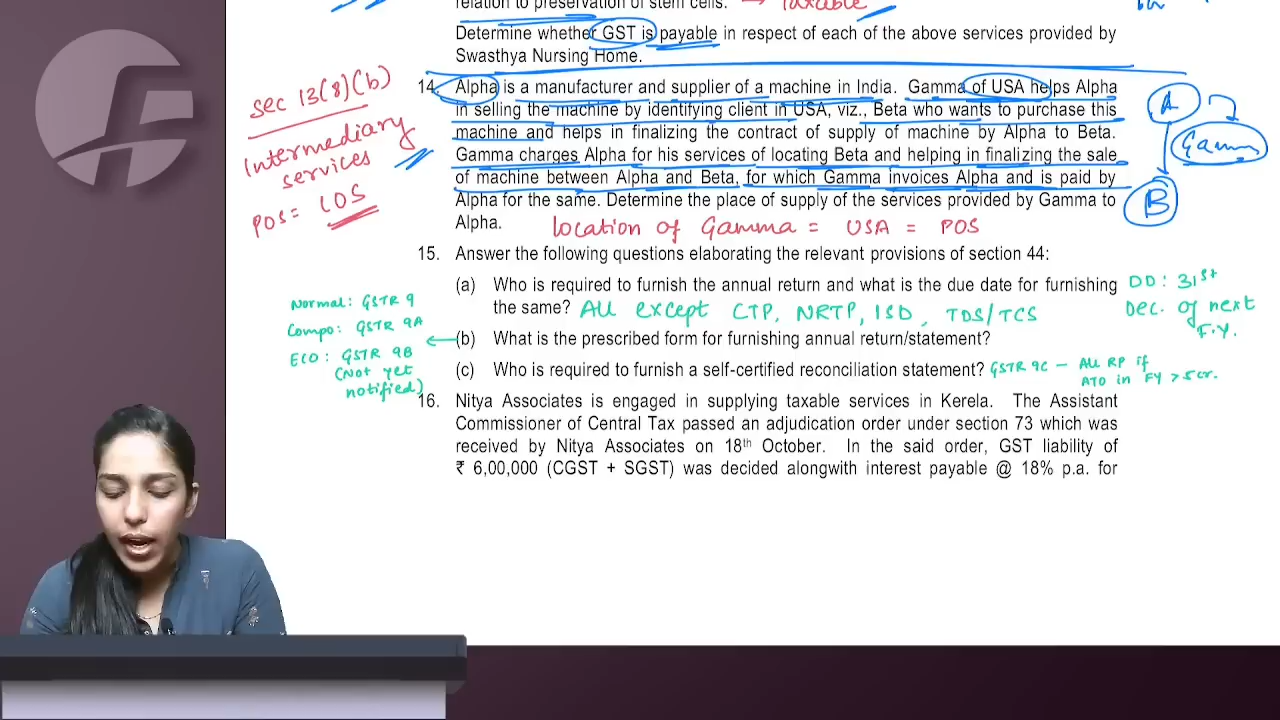 relation to preservation of stem cells. → Taxable
Determine whether GST is payable in respect of each of the above services provided by
Swasthya Nursing Home.
14. Alpha is a manufacturer and supplier of a machine in India. Gamma of USA helps Alpha
in selling the machine by identifying client in USA, viz., Beta who wants to purchase this
machine and helps in finalizing the contract of supply of machine by Alpha to Beta.
Gamma charges Alpha for his services of locating Beta and helping in finalizing the sale
of machine between Alpha and Beta, for which Gamma invoices Alpha and is paid by
Alpha for the same. Determine the place of supply of the services provided by Gamma to
Alpha. location of Gamma = USA = POS
sec 13(8)(b)
Intermediary
services
POS = LOS
A
Gamma
B
15. Answer the following questions elaborating the relevant provisions of section 44:
(a) Who is required to furnish the annual return and what is the due date for furnishing
the same? All except CTP, NRTP, ISD, TDS/TCS
DD: 31st
Dec. of next
F.Y.
(b) What is the prescribed form for furnishing annual return/statement?
Normal: GSTR 9
Compo: GSTR 9A
ECO: GSTR 9B
(Not yet
notified)
(c) Who is required to furnish a self-certified reconciliation statement? GSTR 9C – All RP if
ATO in FY > 5cr.
16. Nitya Associates is engaged in supplying taxable services in Kerela. The Assistant
Commissioner of Central Tax passed an adjudication order under section 73 which was
received by Nitya Associates on 18th October. In the said order, GST liability of
₹ 6,00,000 (CGST + SGST) was decided alongwith interest payable @ 18% p.a. for